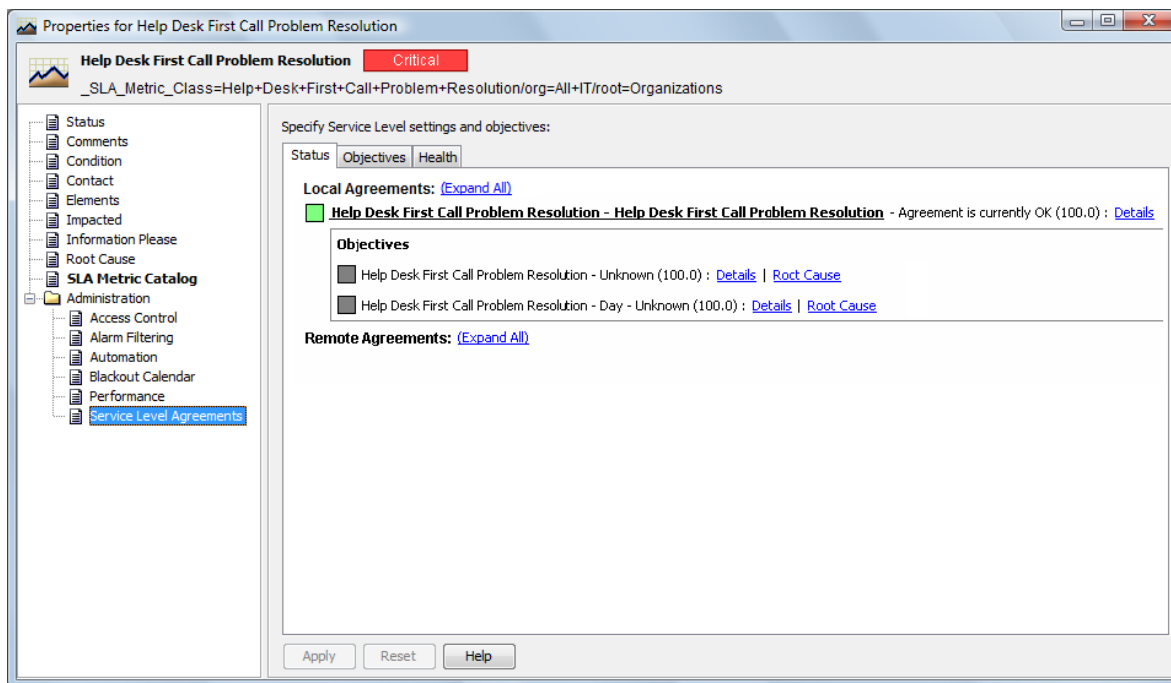 Properties for Help Desk First Call Problem Resolution
Help Desk First Call Problem Resolution Critical
_SLA_Metric_Class=Help+Desk+First+Call+Problem+Resolution/org=All+IT/root=Organizations
Status
Comments
Condition
Contact
Elements
Impacted
Information Please
Root Cause
SLA Metric Catalog
Administration
Access Control
Alarm Filtering
Automation
Blackout Calendar
Performance
Service Level Agreements
Specify Service Level settings and objectives:
Status Objectives Health
Local Agreements: (Expand All)
Help Desk First Call Problem Resolution - Help Desk First Call Problem Resolution - Agreement is currently OK (100.0) : Details
Objectives
Help Desk First Call Problem Resolution - Unknown (100.0) : Details | Root Cause
Help Desk First Call Problem Resolution - Day - Unknown (100.0) : Details | Root Cause
Remote Agreements: (Expand All)
Apply Reset Help